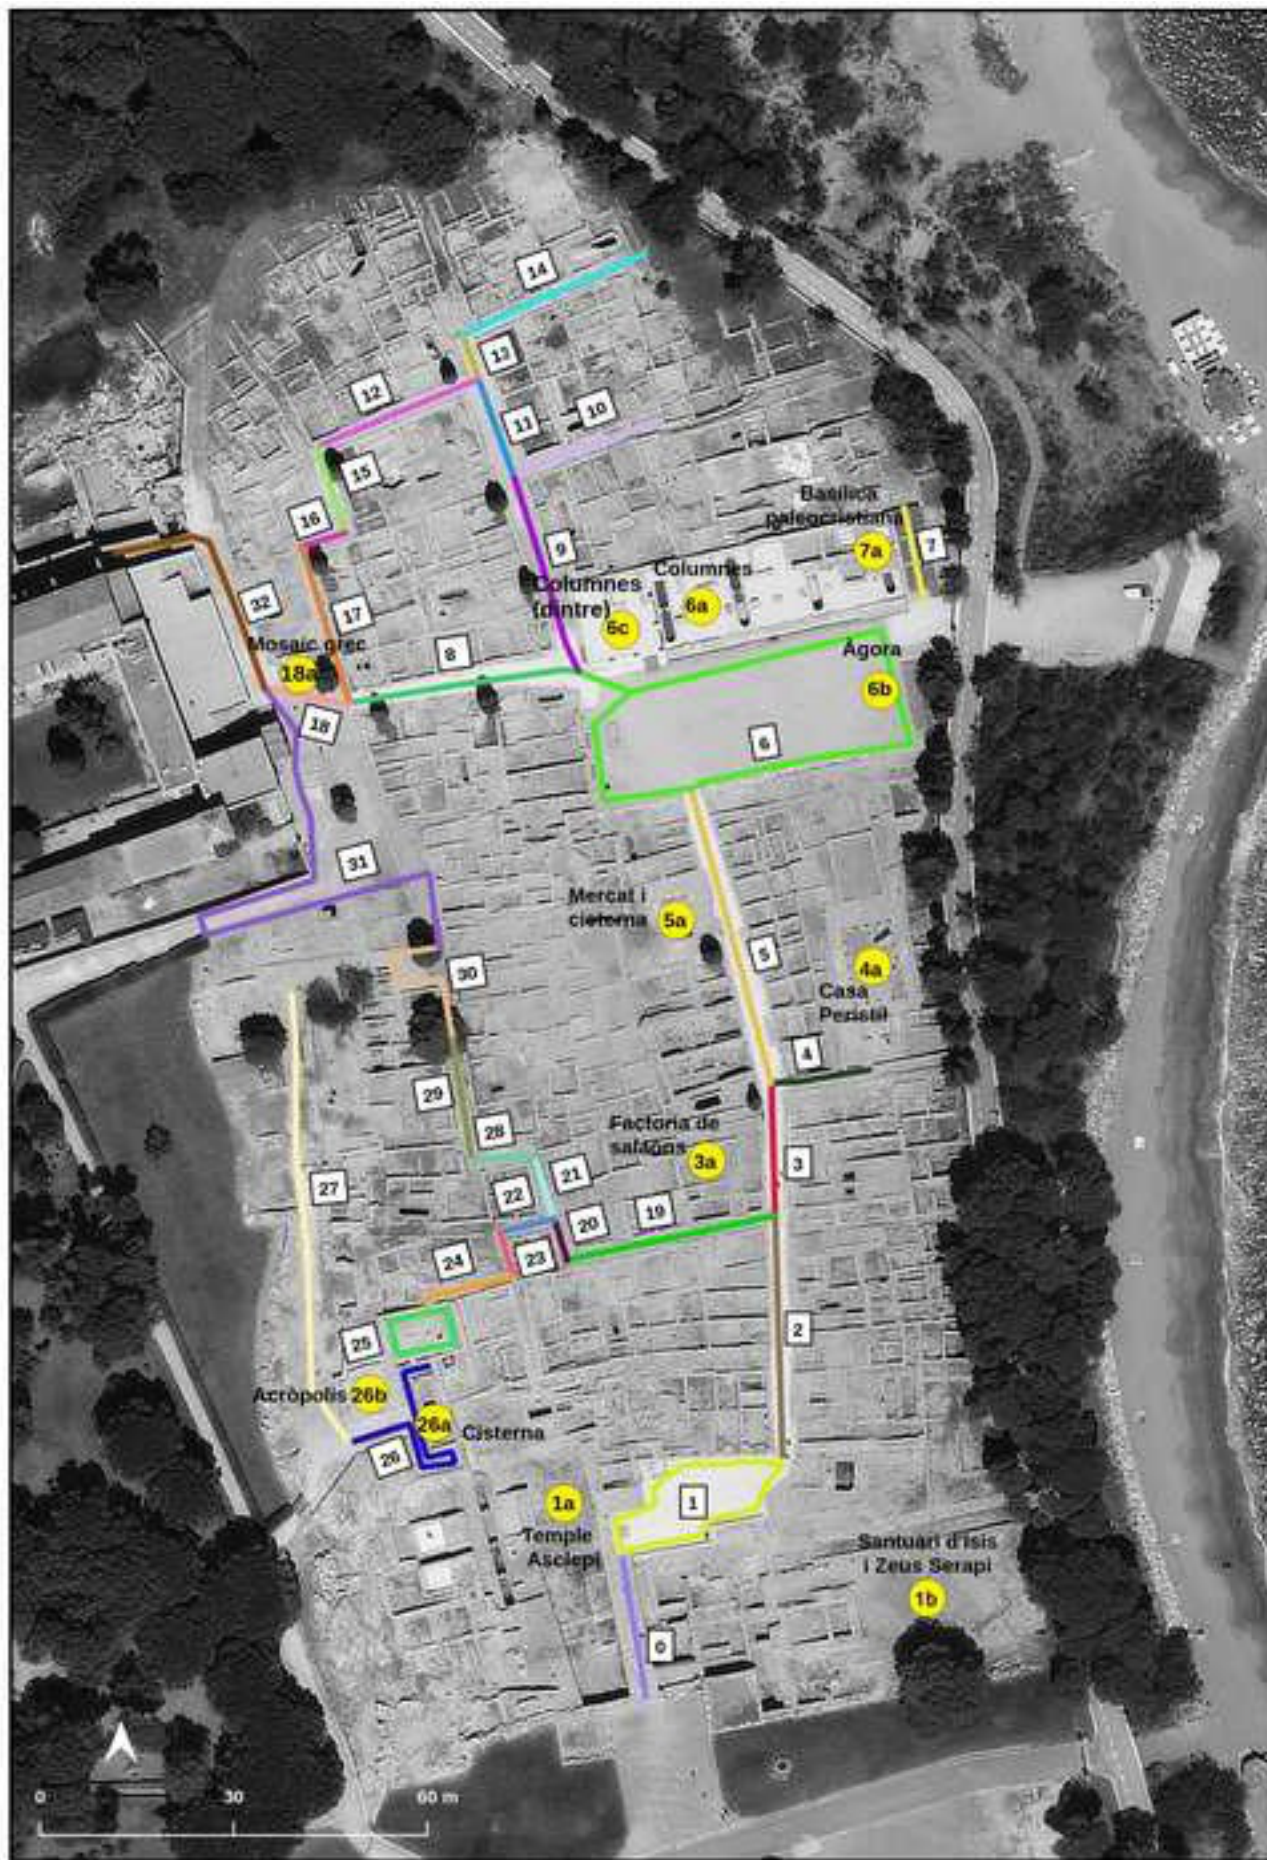 14
13
12
11
10
15
Basílica
paleocristiana
16
9
7a
7
Columnes
Columnes
(dintre)
32
17
6a
6c
Mosaic grec
8
Àgora
18a
6b
18
6
31
Mercat i
cisterna
5a
5
4a
30
Casa
Peristil
4
29
28
Factoria de
salaons
3a
3
27
21
22
19
20
24
23
2
25
Acròpolis 26b
26a
Cisterna
26
1a
1
Temple
Asclepi
Santuari d'Isis
i Zeus Serapi
1b
0
0 30 60 m